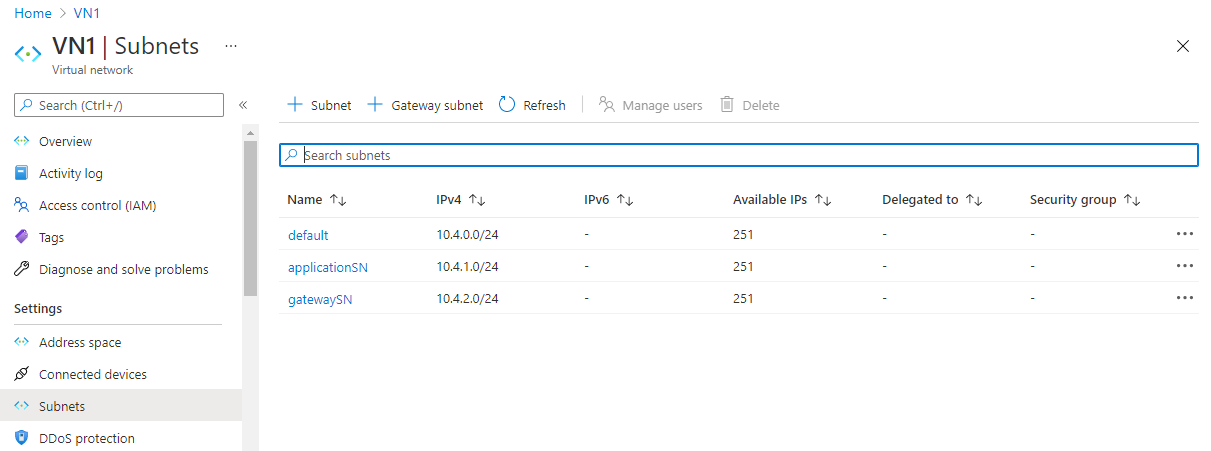 Home > VN1
VN1 | Subnets ...
Virtual network
Search (Ctrl+/) «
Overview
Activity log
Access control (IAM)
Tags
Diagnose and solve problems
Settings
Address space
Connected devices
Subnets
DDoS protection
+ Subnet + Gateway subnet Refresh Manage users Delete
Search subnets
Name ↑↓ IPv4 ↑↓ IPv6 ↑↓ Available IPs ↑↓ Delegated to ↑↓ Security group ↑↓
default 10.4.0.0/24 - 251 - - ...
applicationSN 10.4.1.0/24 - 251 - - ...
gatewaySN 10.4.2.0/24 - 251 - - ...